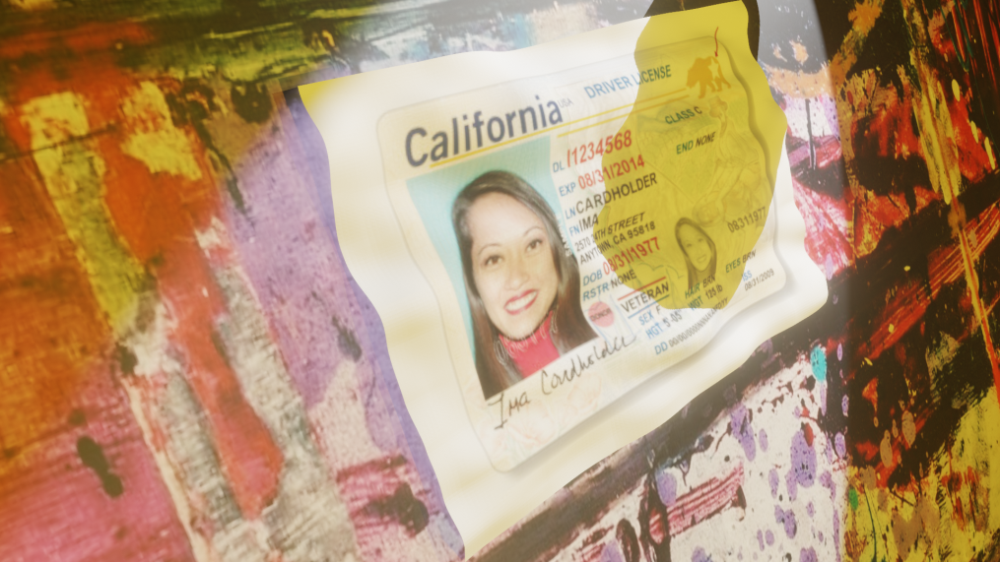 California USA DRIVER LICENSE
DL I1234568
CLASS C
EXP 08/31/2014
END NONE
LN CARDHOLDER
FN IMA
2570 24TH STREET
ANYTOWN, CA 95818
DOB 08/31/1977
08311977
RSTR NONE
DONOR
VETERAN
SEX F
HAIR BRN
EYES BRN
HGT 5'-05"
WGT 125 lb
ISS
08/31/2009
DD
Ima Cardholder